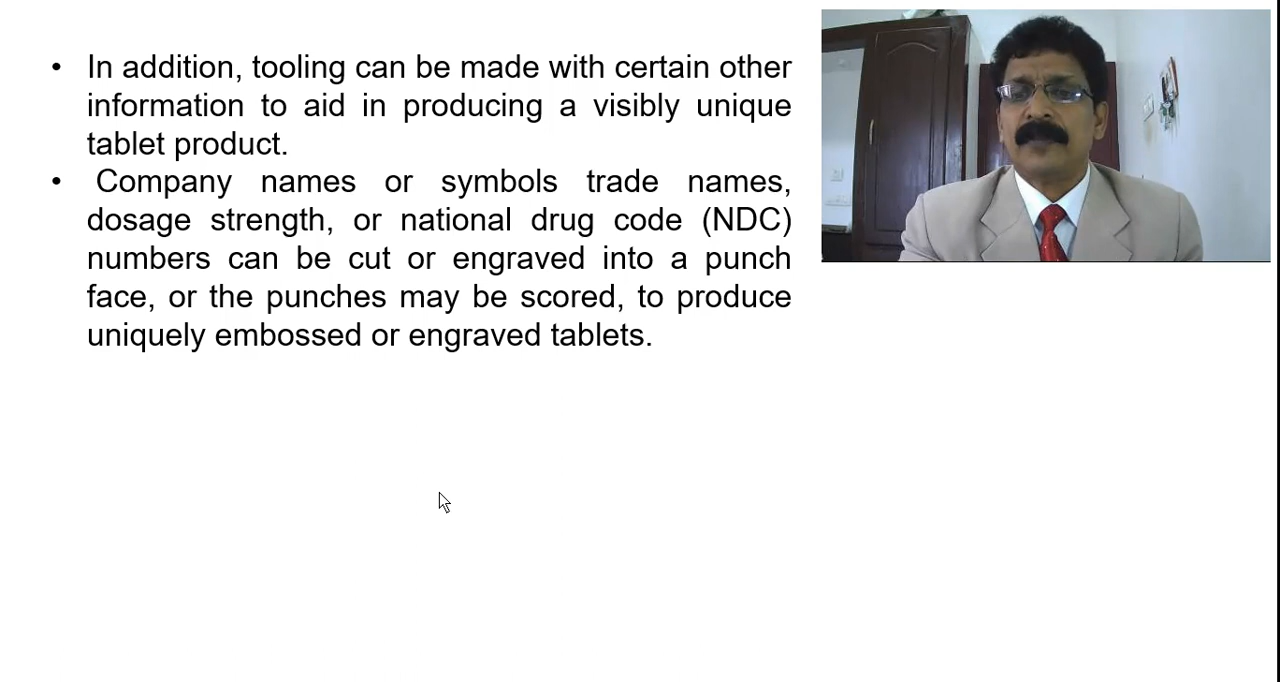 • In addition, tooling can be made with certain other
information to aid in producing a visibly unique
tablet product.
• Company names or symbols trade names,
dosage strength, or national drug code (NDC)
numbers can be cut or engraved into a punch
face, or the punches may be scored, to produce
uniquely embossed or engraved tablets.